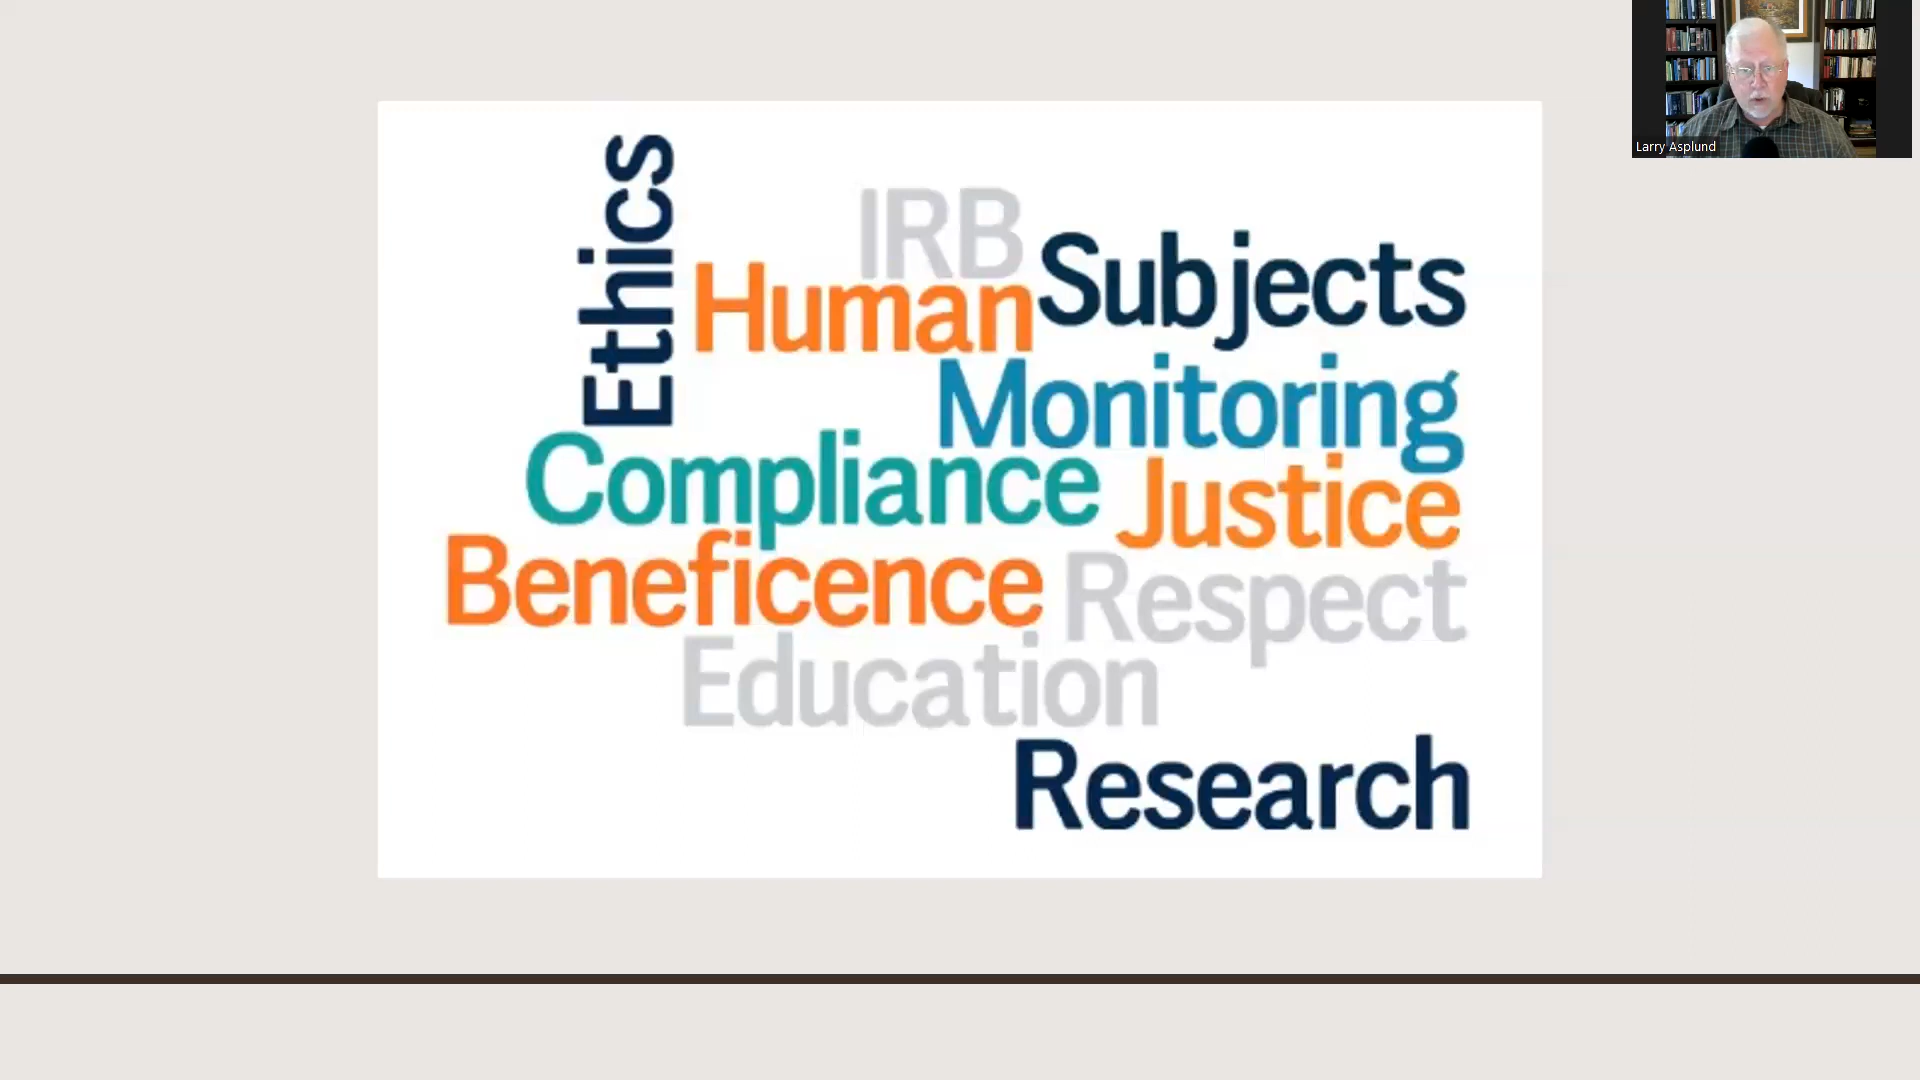 Ethics
IRB
Human
Subjects
Monitoring
Compliance
Justice
Beneficence
Respect
Education
Research
Larry Asplund